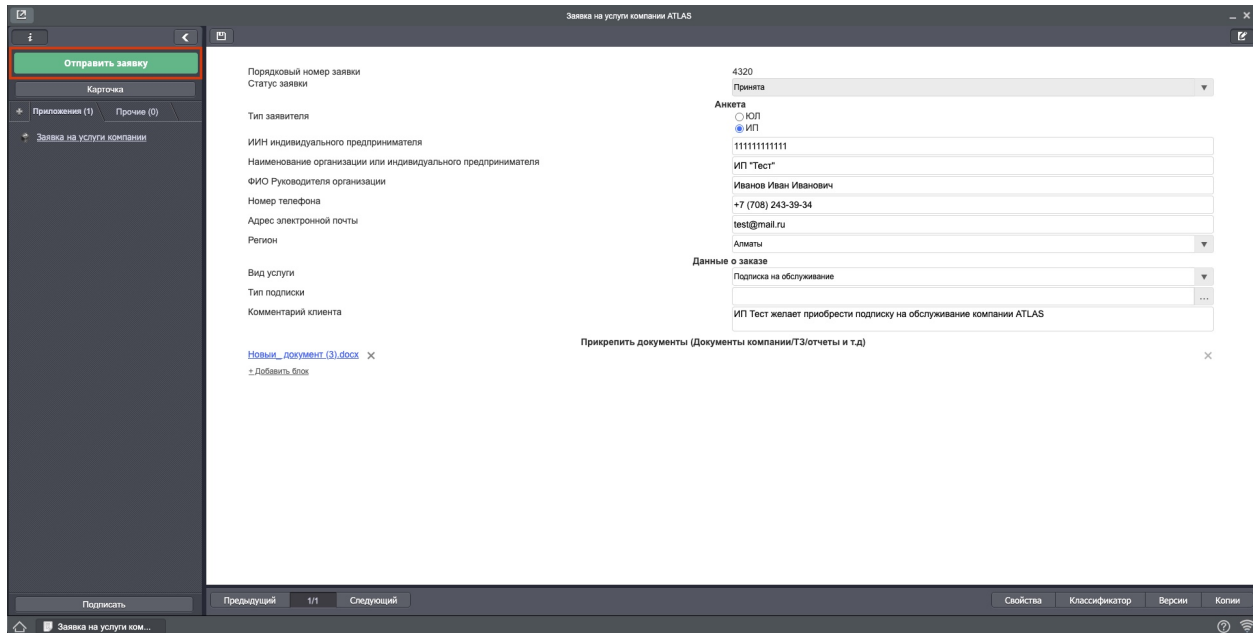 Заявка на услуги компании ATLAS
Отправить заявку
Карточка
Приложения (1) Прочие (0)
Заявка на услуги компании
Порядковый номер заявки 4320
Статус заявки Принята
Анкета
Тип заявителя ЮЛ
ИП
ИИН индивидуального предпринимателя 111111111111
Наименование организации или индивидуального предпринимателя ИП "Тест"
ФИО Руководителя организации Иванов Иван Иванович
Номер телефона +7 (708) 243-39-34
Адрес электронной почты test@mail.ru
Регион Алматы
Данные о заказе
Вид услуги Подписка на обслуживание
Тип подписки ...
Комментарий клиента ИП Тест желает приобрести подписку на обслуживание компании ATLAS
Прикрепить документы (Документы компании/ТЗ/отчеты и т.д)
Новыи_ документ (3).docx
+ Добавить блок
Подписать
Предыдущий 1/1 Следующий Свойства Классификатор Версии Копии
Заявка на услуги ком...